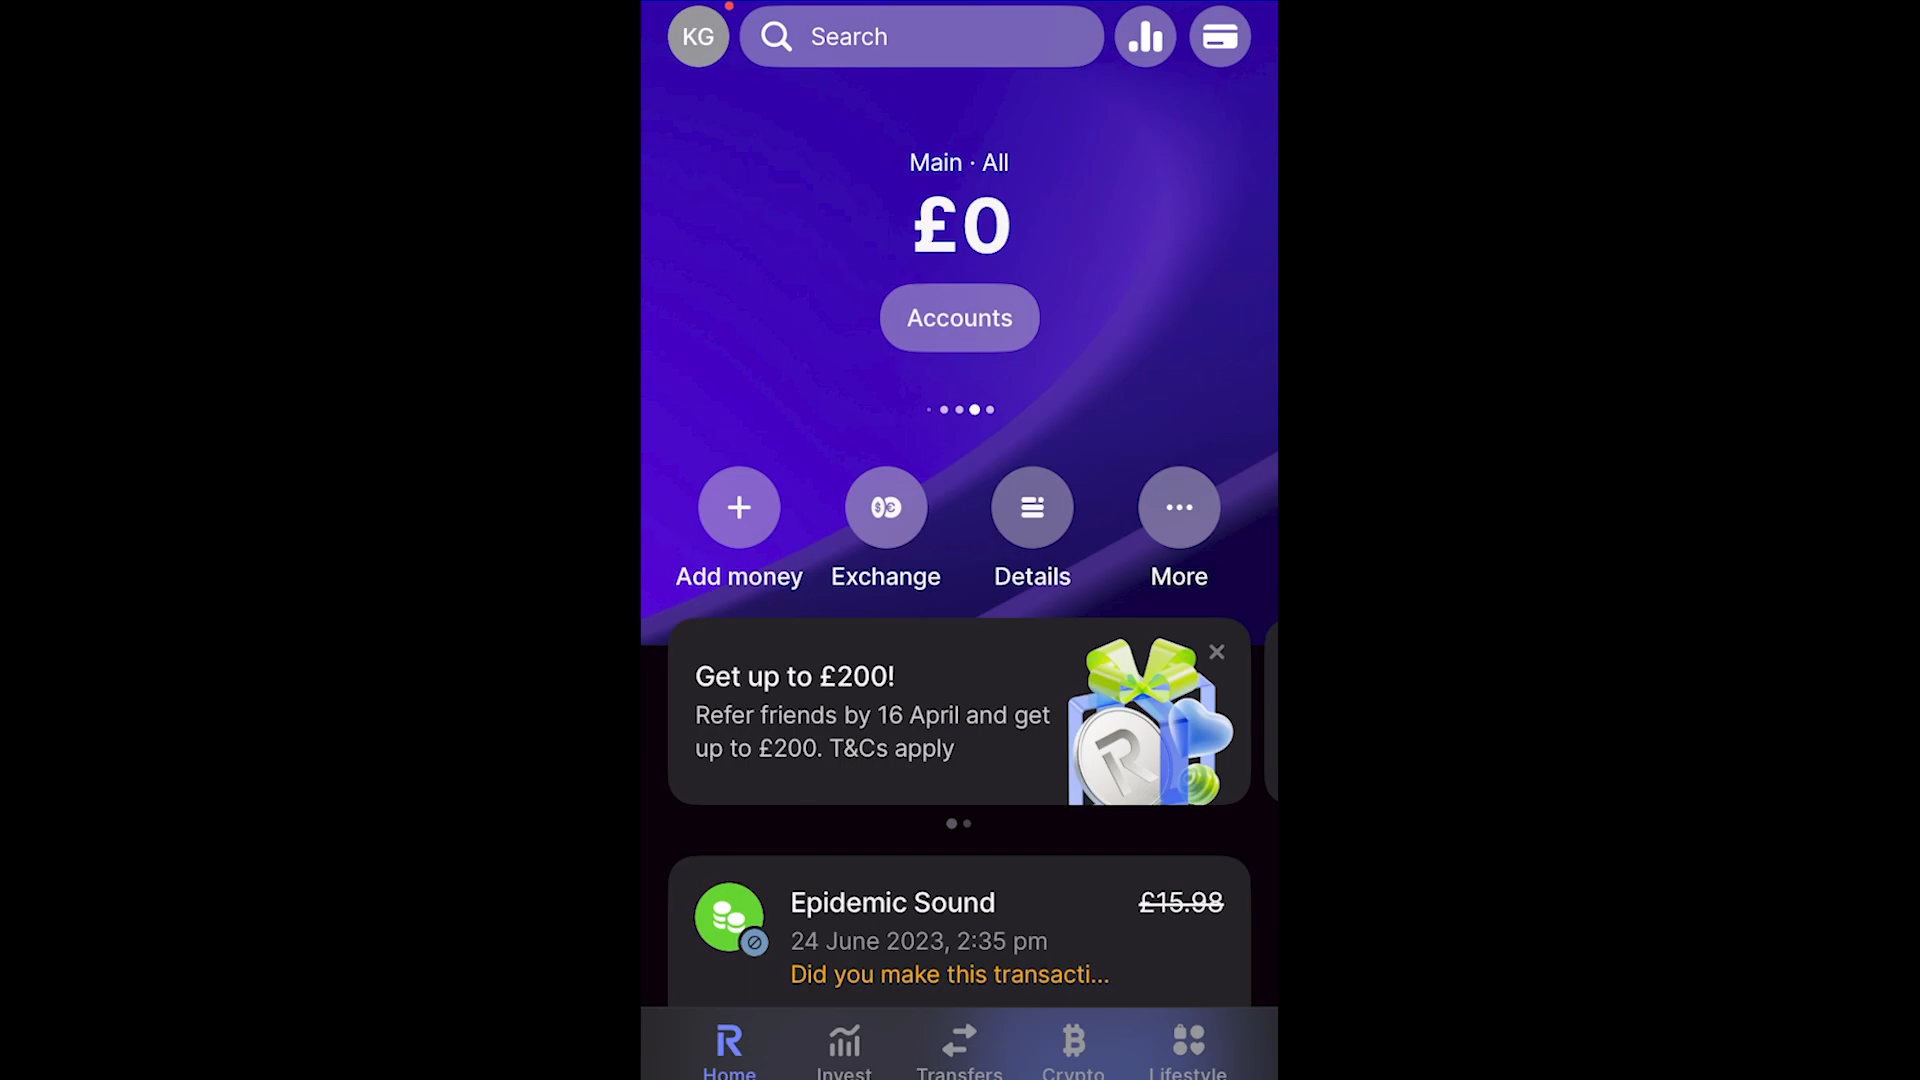 KG
Search
Main · All
£0
Accounts
Add money
Exchange
Details
More
Get up to £200!
Refer friends by 16 April and get
up to £200. T&Cs apply
Epidemic Sound
£15.98
24 June 2023, 2:35 pm
Did you make this transacti...
Home
Invest
Transfers
Crypto
Lifestyle